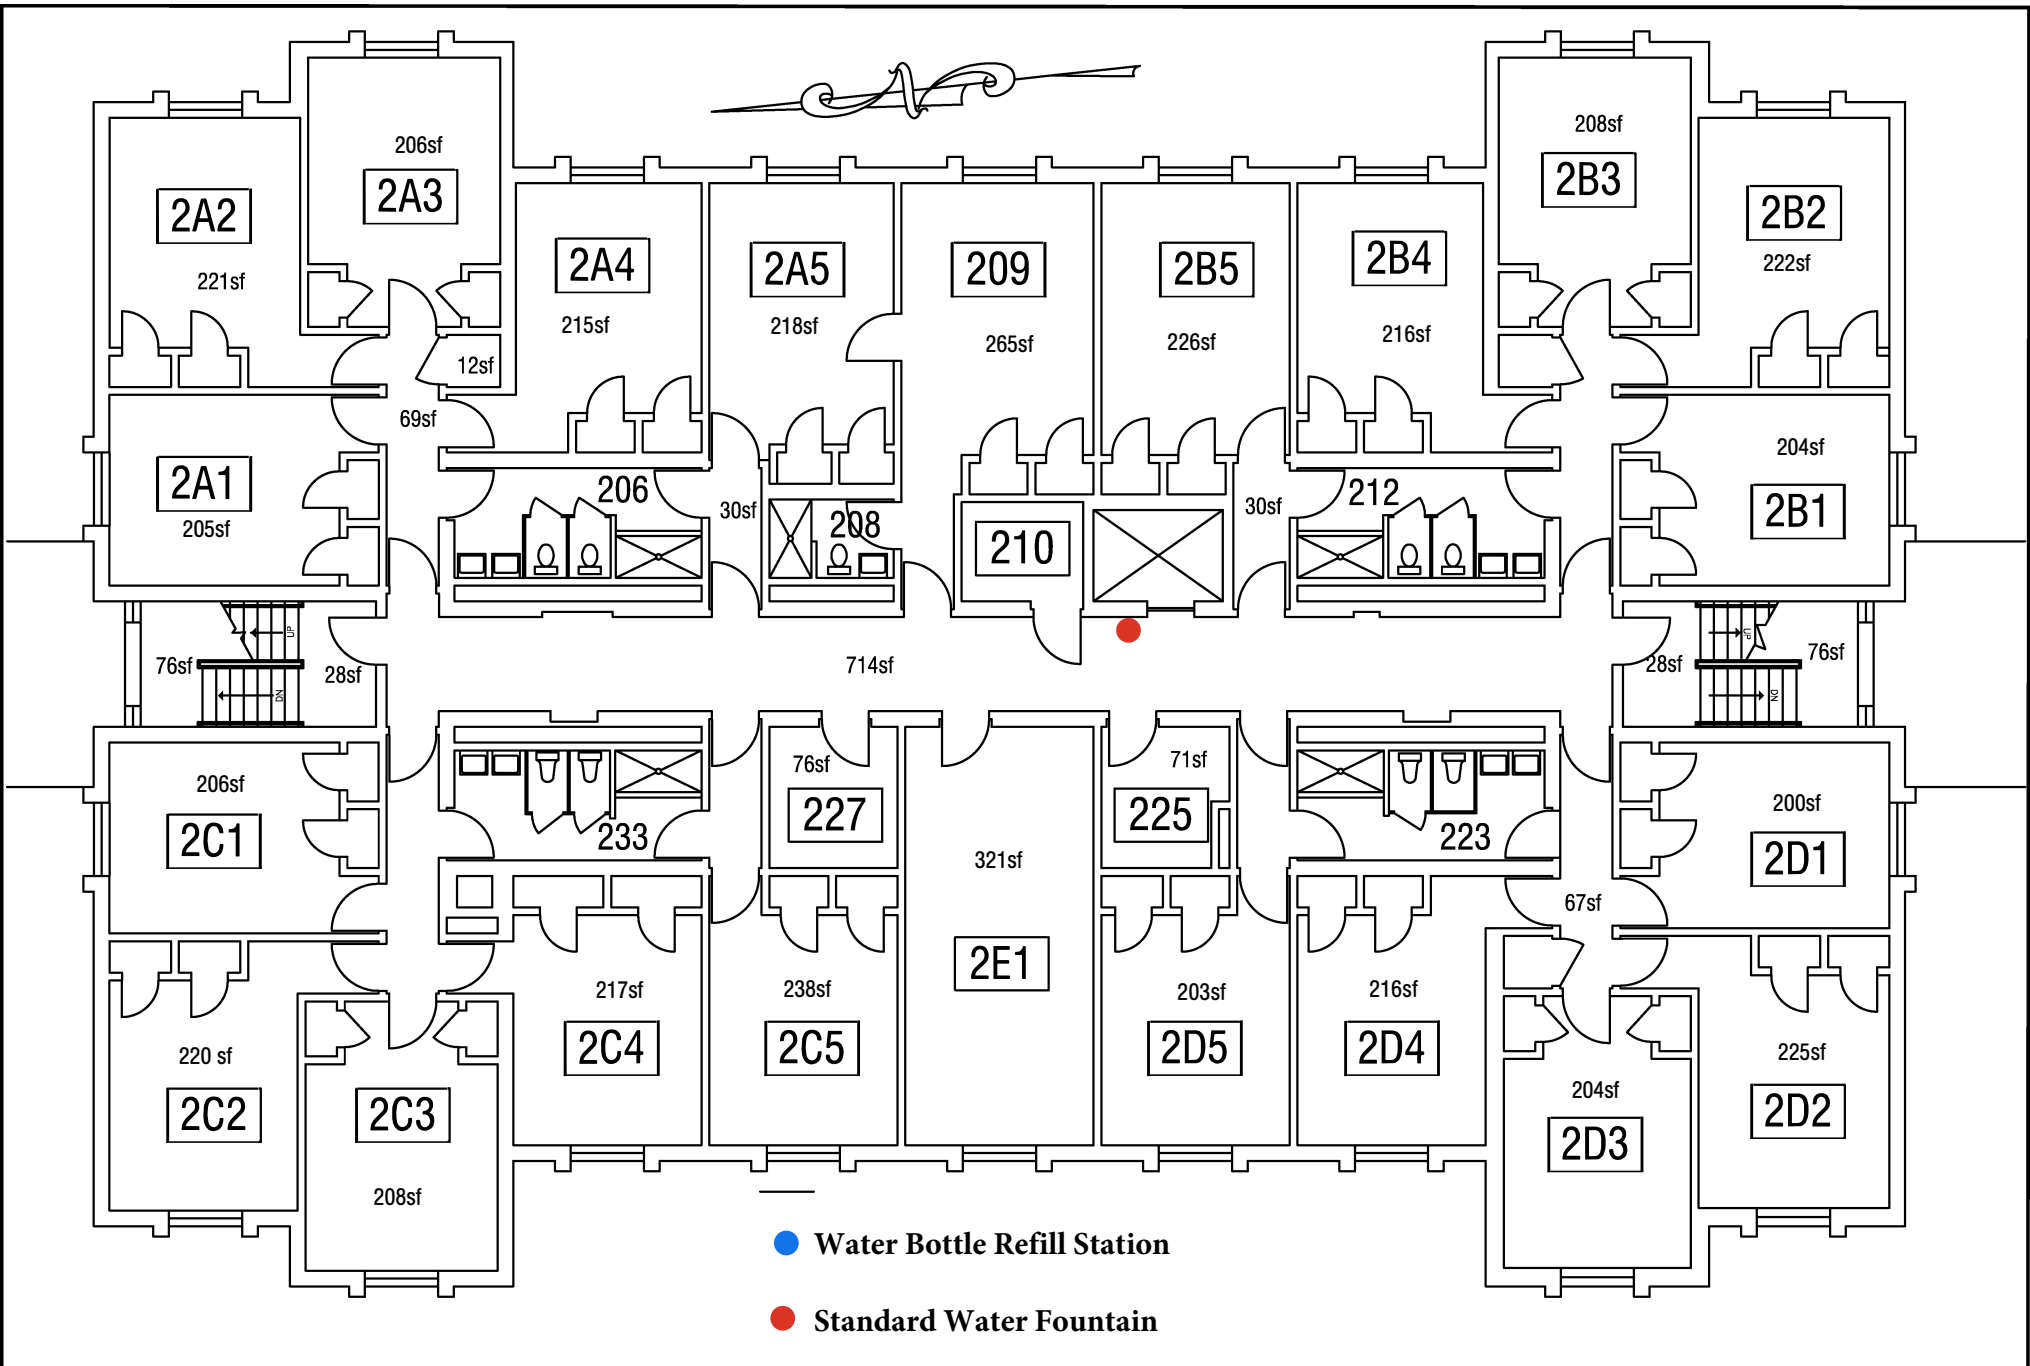 N
206sf
2A3
208sf
2B3
2A2
221sf
2B2
222sf
2A4
215sf
2A5
218sf
209
265sf
2B5
226sf
2B4
216sf
12sf
69sf
2A1
205sf
206
30sf
208
210
30sf
212
204sf
2B1
76sf
UP
DN
28sf
714sf
28sf
UP
DN
76sf
206sf
2C1
233
76sf
227
321sf
2E1
71sf
225
223
67sf
200sf
2D1
220 sf
2C2
2C3
208sf
217sf
2C4
238sf
2C5
203sf
2D5
216sf
2D4
204sf
2D3
225sf
2D2
Water Bottle Refill Station
Standard Water Fountain